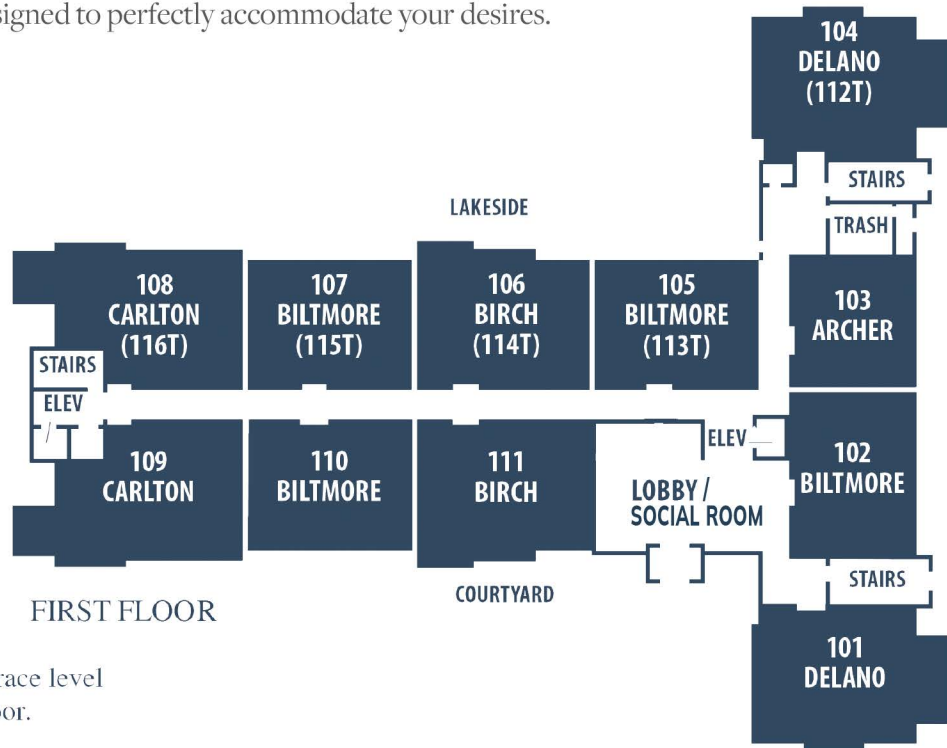 signed to perfectly accommodate your desires.
104
DELANO
(112T)
STAIRS
TRASH
LAKESIDE
108
CARLTON
(116T)
107
BILTMORE
(115T)
106
BIRCH
(114T)
105
BILTMORE
(113T)
103
ARCHER
STAIRS
ELEV
109
CARLTON
110
BILTMORE
111
BIRCH
LOBBY /
SOCIAL ROOM
ELEV
102
BILTMORE
STAIRS
COURTYARD
FIRST FLOOR
101
DELANO
race level
oor.